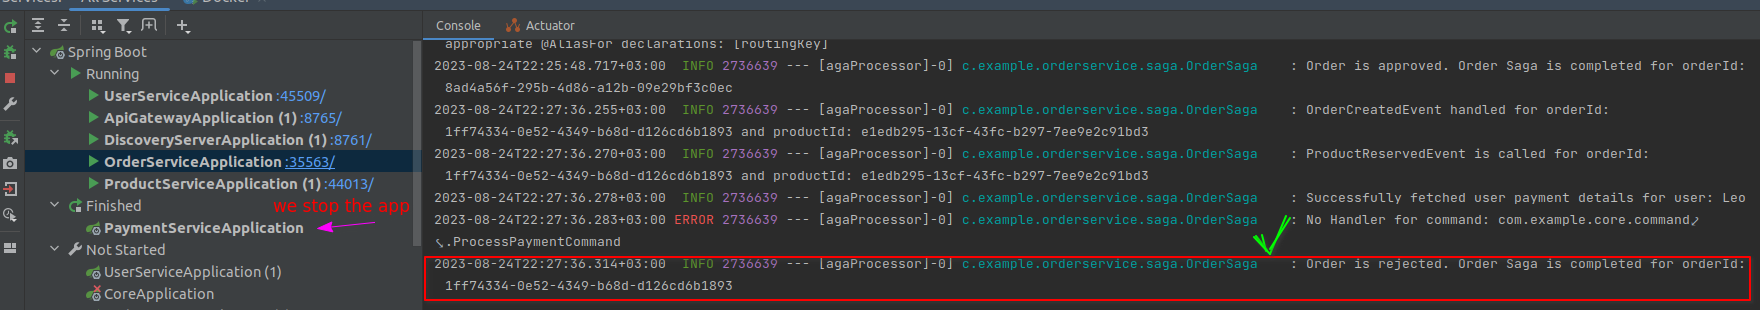 Console
Actuator
Spring Boot
Running
UserServiceApplication :45509/
ApiGatewayApplication (1) :8765/
DiscoveryServerApplication (1) :8761/
OrderServiceApplication :35563/
ProductServiceApplication (1) :44013/
Finished
we stop the app
PaymentServiceApplication
Not Started
UserServiceApplication (1)
CoreApplication
appropriate @AliasFor declarations: [routingKey]
2023-08-24T22:25:48.717+03:00  INFO 2736639 --- [agaProcessor]-0] c.example.orderservice.saga.OrderSaga    : Order is approved. Order Saga is completed for orderId:
8ad4a56f-295b-4d86-a12b-09e29bf3c0ec
2023-08-24T22:27:36.255+03:00  INFO 2736639 --- [agaProcessor]-0] c.example.orderservice.saga.OrderSaga    : OrderCreatedEvent handled for orderId:
1ff74334-0e52-4349-b68d-d126cd6b1893 and productId: e1edb295-13cf-43fc-b297-7ee9e2c91bd3
2023-08-24T22:27:36.270+03:00  INFO 2736639 --- [agaProcessor]-0] c.example.orderservice.saga.OrderSaga    : ProductReservedEvent is called for orderId:
1ff74334-0e52-4349-b68d-d126cd6b1893 and productId: e1edb295-13cf-43fc-b297-7ee9e2c91bd3
2023-08-24T22:27:36.278+03:00  INFO 2736639 --- [agaProcessor]-0] c.example.orderservice.saga.OrderSaga    : Successfully fetched user payment details for user: Leo
2023-08-24T22:27:36.283+03:00 ERROR 2736639 --- [agaProcessor]-0] c.example.orderservice.saga.OrderSaga    : No Handler for command: com.example.core.command
.ProcessPaymentCommand
2023-08-24T22:27:36.314+03:00  INFO 2736639 --- [agaProcessor]-0] c.example.orderservice.saga.OrderSaga    : Order is rejected. Order Saga is completed for orderId:
1ff74334-0e52-4349-b68d-d126cd6b1893